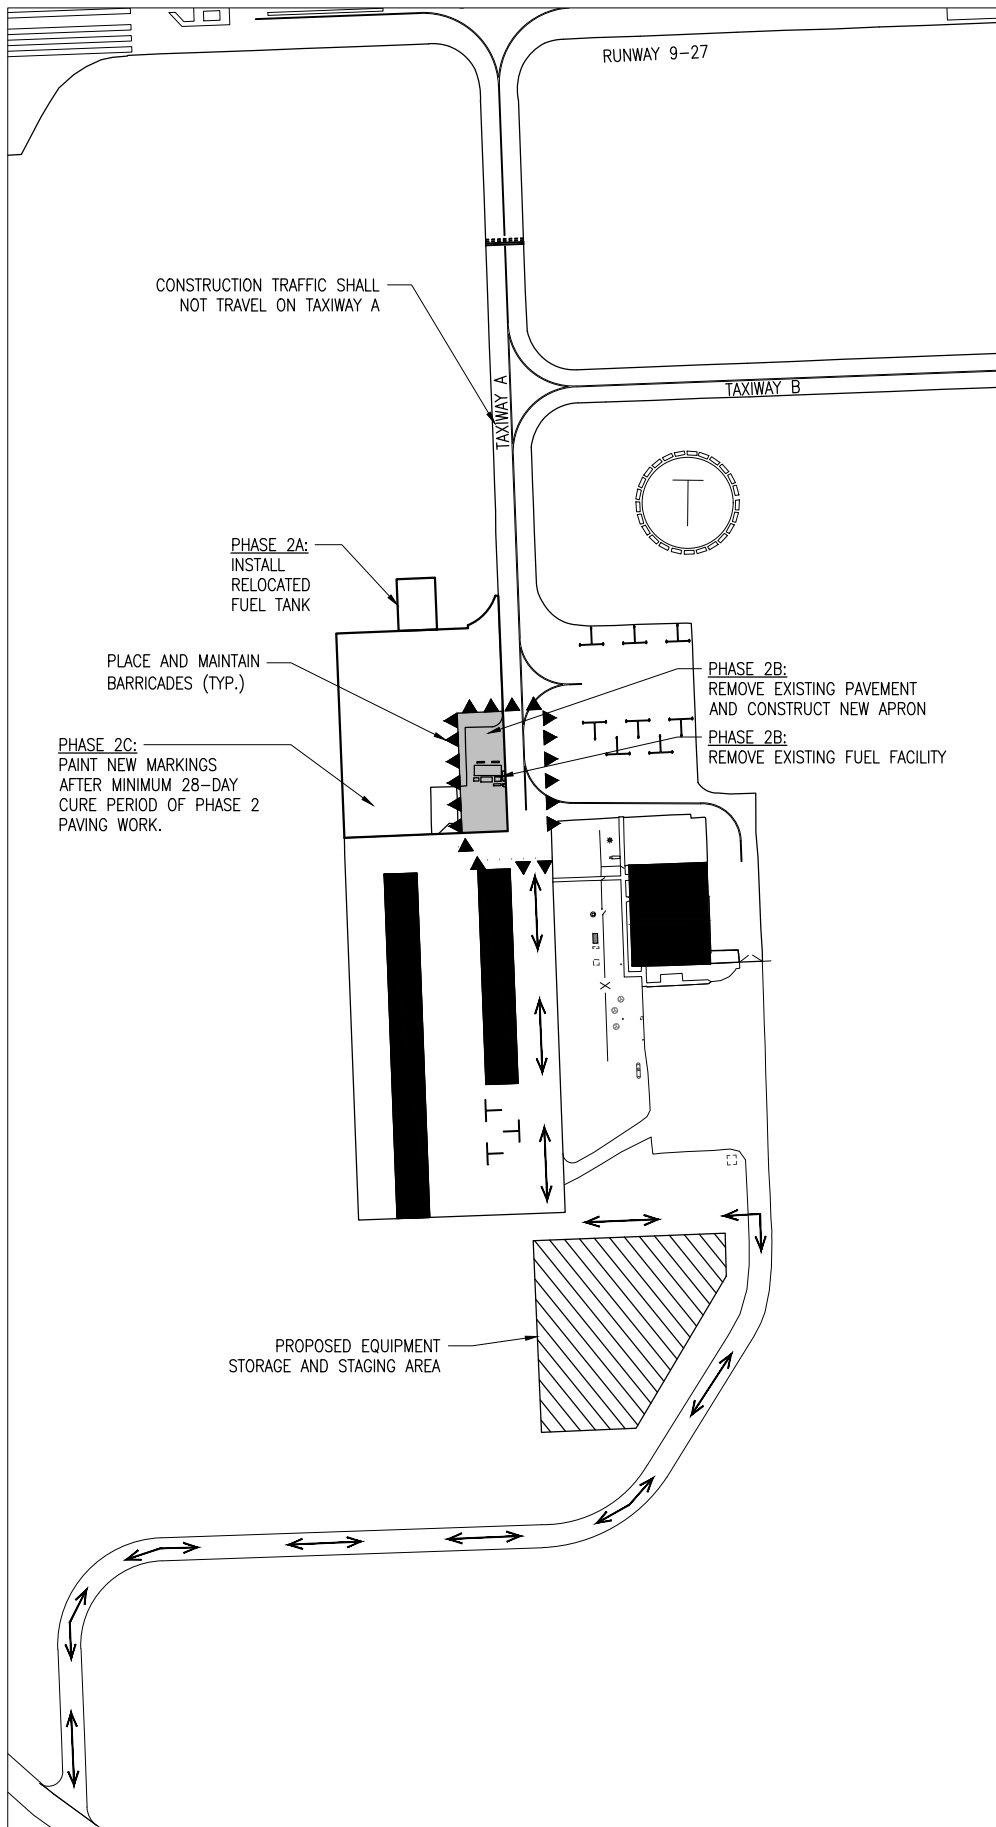 RUNWAY 9-27
CONSTRUCTION TRAFFIC SHALL
NOT TRAVEL ON TAXIWAY A
TAXIWAY A
TAXIWAY B
PHASE 2A:
INSTALL
RELOCATED
FUEL TANK
PLACE AND MAINTAIN
BARRICADES (TYP.)
PHASE 2B:
REMOVE EXISTING PAVEMENT
AND CONSTRUCT NEW APRON
PHASE 2B:
REMOVE EXISTING FUEL FACILITY
PHASE 2C:
PAINT NEW MARKINGS
AFTER MINIMUM 28-DAY
CURE PERIOD OF PHASE 2
PAVING WORK.
PROPOSED EQUIPMENT
STORAGE AND STAGING AREA